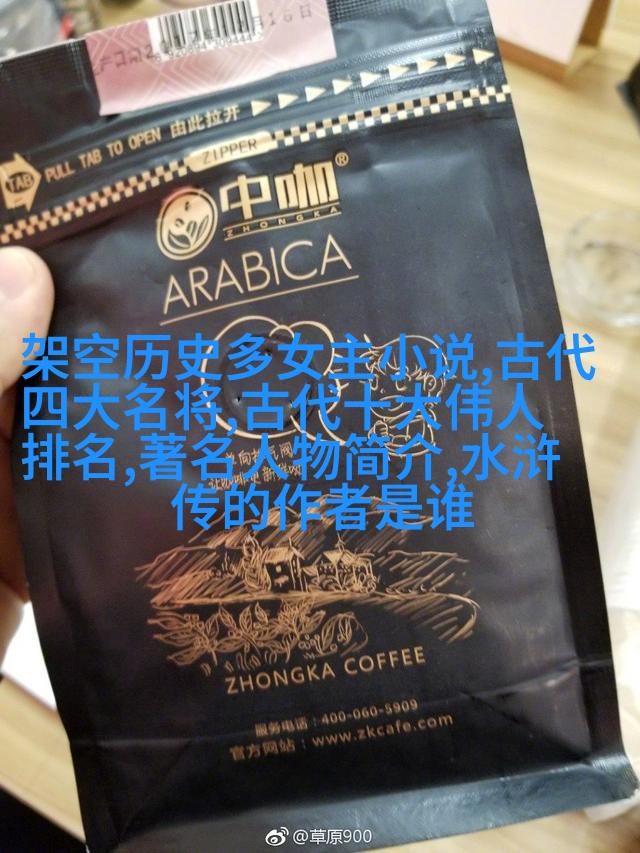 PULL TAB TO OPEN 由此拉开
TAB
ZIPPER
中咖®
ZHONGKA
ARABICA
架空历史多女主小说,古代
四大名将,古代十大伟人
排名,著名人物简介,水浒
传的作者是谁
ZHONGKA COFFEE
服务电话:400-060-5909
官方网站:www.zkcafe.com
@草原900